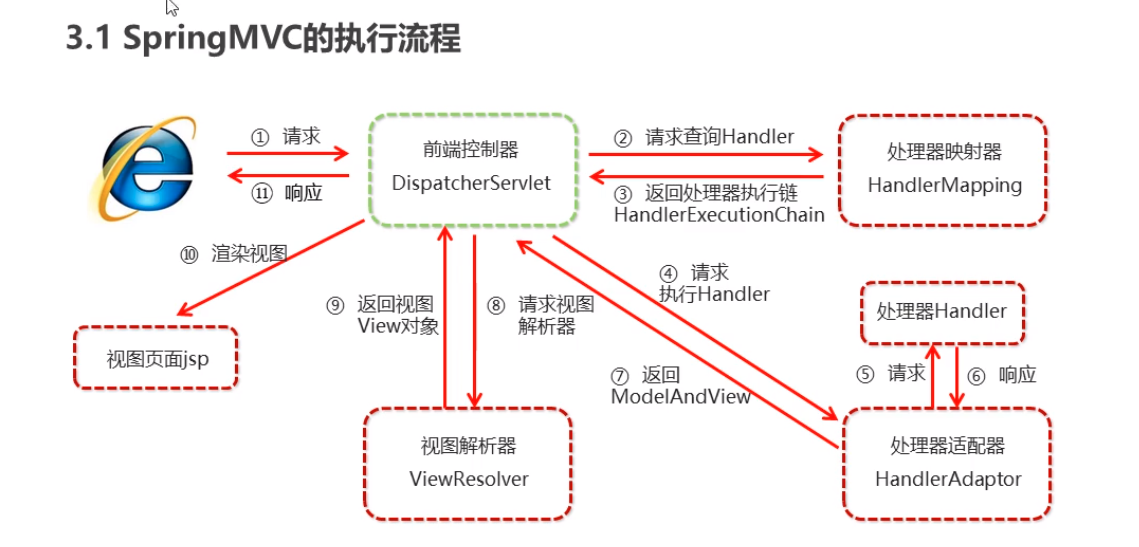 3.1 SpringMVC的执行流程
① 请求
⑪ 响应
前端控制器
DispatcherServlet
② 请求查询Handler
③ 返回处理器执行链
HandlerExecutionChain
处理器映射器
HandlerMapping
⑩ 渲染视图
⑨ 返回视图
View对象
⑧ 请求视图
解析器
④ 请求
执行Handler
处理器Handler
视图页面jsp
⑦ 返回
ModelAndView
⑤ 请求
⑥ 响应
视图解析器
ViewResolver
处理器适配器
HandlerAdaptor